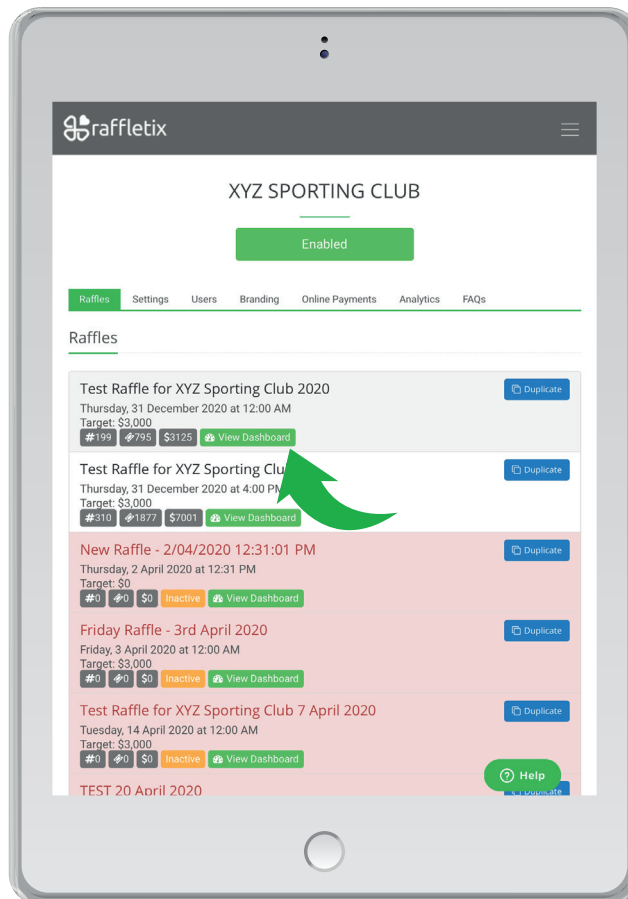 raffletix
XYZ SPORTING CLUB
Enabled
Raffles Settings Users Branding Online Payments Analytics FAQs
Raffles
Test Raffle for XYZ Sporting Club 2020
Duplicate
Thursday, 31 December 2020 at 12:00 AM
Target: $3,000
#199 795 $3125 View Dashboard
Test Raffle for XYZ Sporting Clu
Duplicate
Thursday, 31 December 2020 at 4:00 PM
Target: $3,000
#310 1877 $7001 View Dashboard
New Raffle - 2/04/2020 12:31:01 PM
Duplicate
Thursday, 2 April 2020 at 12:31 PM
Target: $0
#0 0 $0 Inactive View Dashboard
Friday Raffle - 3rd April 2020
Duplicate
Friday, 3 April 2020 at 12:00 AM
Target: $3,000
#0 0 $0 Inactive View Dashboard
Test Raffle for XYZ Sporting Club 7 April 2020
Duplicate
Tuesday, 14 April 2020 at 12:00 AM
Target: $3,000
#0 0 $0 Inactive View Dashboard
Help
TEST 20 April 2020
Duplicate